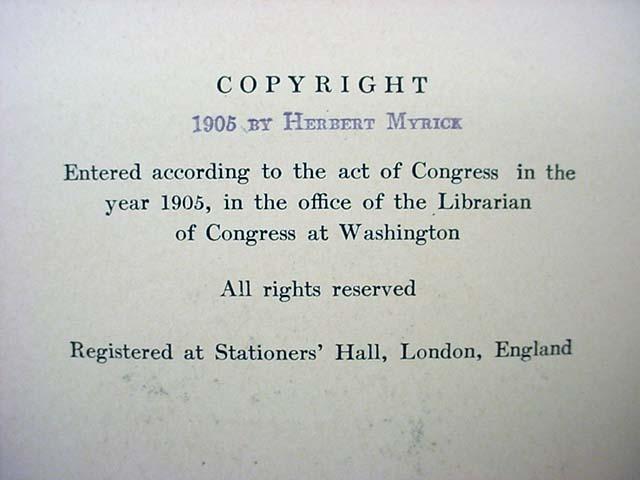 COPYRIGHT
1905 BY HERBERT MYRICK
Entered according to the act of Congress in the
year 1905, in the office of the Librarian
of Congress at Washington
All rights reserved
Registered at Stationers' Hall, London, England